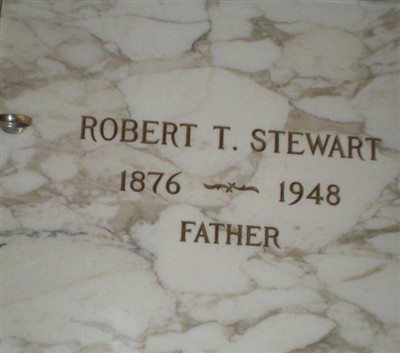 ROBERT T. STEWART
1876 1948
FATHER